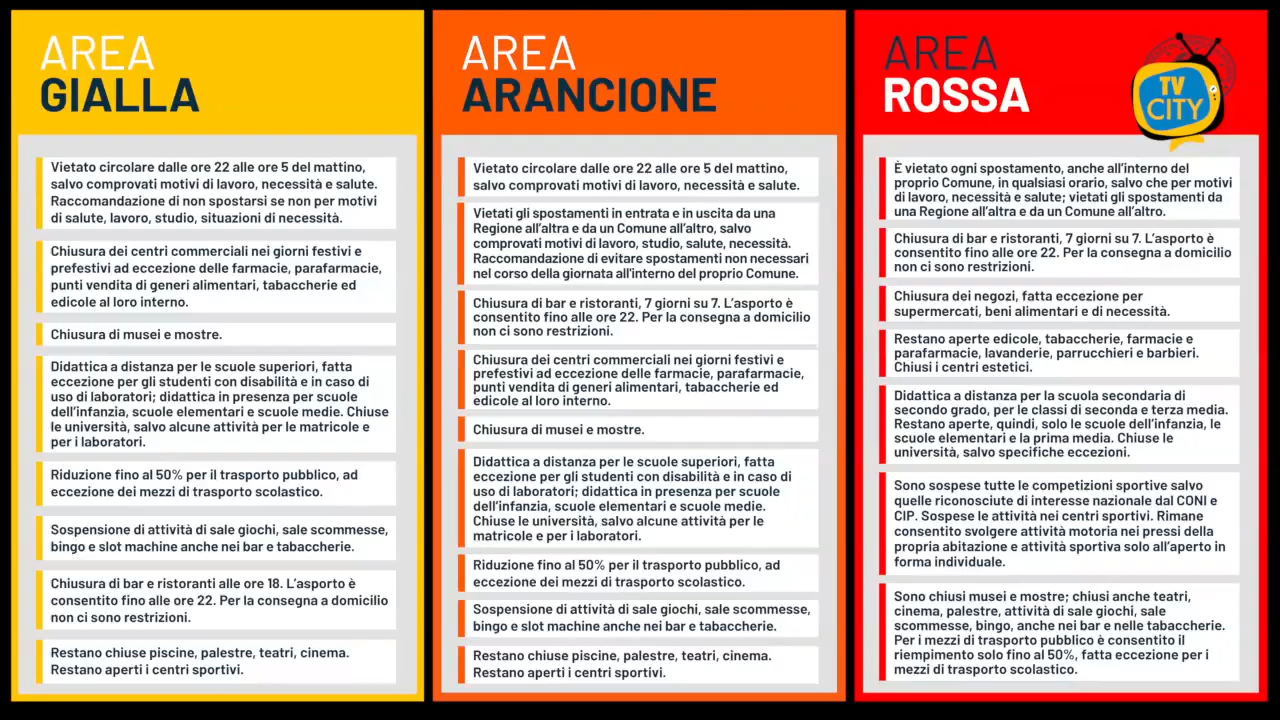 AREA
GIALLA
Vietato circolare dalle ore 22 alle ore 5 del mattino,
salvo comprovati motivi di lavoro, necessità e salute.
Raccomandazione di non spostarsi se non per motivi
di salute, lavoro, studio, situazioni di necessità.
Chiusura dei centri commerciali nei giorni festivi e
prefestivi ad eccezione delle farmacie, parafarmacie,
punti vendita di generi alimentari, tabaccherie ed
edicole al loro interno.
Chiusura di musei e mostre.
Didattica a distanza per le scuole superiori, fatta
eccezione per gli studenti con disabilità e in caso di
uso di laboratori; didattica in presenza per scuole
dell'infanzia, scuole elementari e scuole medie. Chiuse
le università, salvo alcune attività per le matricole e
per i laboratori.
Riduzione fino al 50% per il trasporto pubblico, ad
eccezione dei mezzi di trasporto scolastico.
Sospensione di attività di sale giochi, sale scommesse,
bingo e slot machine anche nei bar e tabaccherie.
Chiusura di bar e ristoranti alle ore 18. L'asporto è
consentito fino alle ore 22. Per la consegna a domicilio
non ci sono restrizioni.
Restano chiuse piscine, palestre, teatri, cinema.
Restano aperti i centri sportivi.
AREA
ARANCIONE
Vietato circolare dalle ore 22 alle ore 5 del mattino,
salvo comprovati motivi di lavoro, necessità e salute.
Vietati gli spostamenti in entrata e in uscita da una
Regione all'altra e da un Comune all'altro, salvo
comprovati motivi di lavoro, studio, salute, necessità.
Raccomandazione di evitare spostamenti non necessari
nel corso della giornata all'interno del proprio Comune.
Chiusura di bar e ristoranti, 7 giorni su 7. L'asporto è
consentito fino alle ore 22. Per la consegna a domicilio
non ci sono restrizioni.
Chiusura dei centri commerciali nei giorni festivi e
prefestivi ad eccezione delle farmacie, parafarmacie,
punti vendita di generi alimentari, tabaccherie ed
edicole al loro interno.
Chiusura di musei e mostre.
Didattica a distanza per le scuole superiori, fatta
eccezione per gli studenti con disabilità e in caso di
uso di laboratori; didattica in presenza per scuole
dell'infanzia, scuole elementari e scuole medie.
Chiuse le università, salvo alcune attività per le
matricole e per i laboratori.
Riduzione fino al 50% per il trasporto pubblico, ad
eccezione dei mezzi di trasporto scolastico.
Sospensione di attività di sale giochi, sale scommesse,
bingo e slot machine anche nei bar e tabaccherie.
Restano chiuse piscine, palestre, teatri, cinema.
Restano aperti i centri sportivi.
AREA
ROSSA
TV
CITY
È vietato ogni spostamento, anche all'interno del
proprio Comune, in qualsiasi orario, salvo che per motivi
di lavoro, necessità e salute; vietati gli spostamenti da
una Regione all'altra e da un Comune all'altro.
Chiusura di bar e ristoranti, 7 giorni su 7. L'asporto è
consentito fino alle ore 22. Per la consegna a domicilio
non ci sono restrizioni.
Chiusura dei negozi, fatta eccezione per
supermercati, beni alimentari e di necessità.
Restano aperte edicole, tabaccherie, farmacie e
parafarmacie, lavanderie, parrucchieri e barbieri.
Chiusi i centri estetici.
Didattica a distanza per la scuola secondaria di
secondo grado, per le classi di seconda e terza media.
Restano aperte, quindi, solo le scuole dell'infanzia, le
scuole elementari e la prima media. Chiuse le
università, salvo specifiche eccezioni.
Sono sospese tutte le competizioni sportive salvo
quelle riconosciute di interesse nazionale dal CONI e
CIP. Sospese le attività nei centri sportivi. Rimane
consentito svolgere attività motoria nei pressi della
propria abitazione e attività sportiva solo all'aperto in
forma individuale.
Sono chiusi musei e mostre; chiusi anche teatri,
cinema, palestre, attività di sale giochi, sale
scommesse, bingo, anche nei bar e nelle tabaccherie.
Per i mezzi di trasporto pubblico è consentito il
riempimento solo fino al 50%, fatta eccezione per i
mezzi di trasporto scolastico.